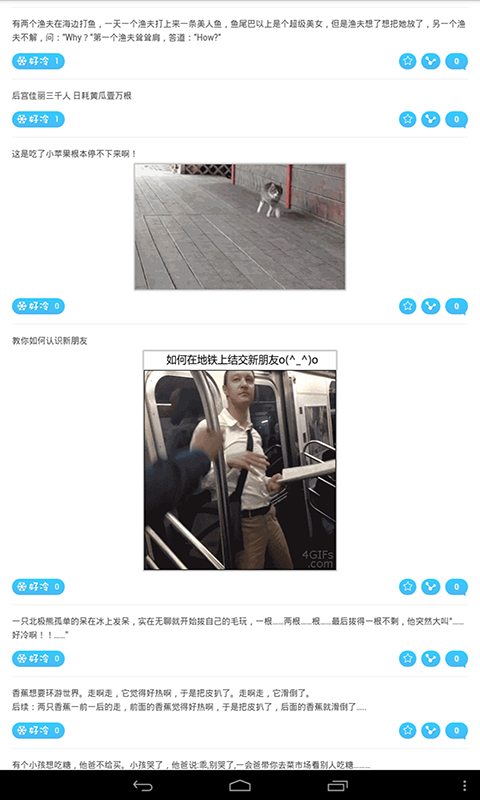 有两个渔夫在海边打鱼，一天一个渔夫打上来一条美人鱼，鱼尾巴以上是个超级美女，但是渔夫想了想把她放了，另一个渔
夫不解，问："Why？"第一个渔夫耸耸肩，答道："How?"
好冷 1 0
后宫佳丽三千人 日耗黄瓜壹万根
好冷 1 0
这是吃了小苹果根本停不下来啊！
好冷 0 0
教你如何认识新朋友
如何在地铁上结交新朋友o(^_^)o
4GIFs
.com
好冷 0 0
一只北极熊孤单的呆在冰上发呆，实在无聊就开始拔自己的毛玩，一根……两根……根……最后拔得一根不剩，他突然大叫"……
好冷啊！！……"
好冷 0 0
香蕉想要环游世界。走啊走，它觉得好热啊，于是把皮扒了。走啊走，它滑倒了。
后续：两只香蕉一前一后的走，前面的香蕉觉得好热啊，于是把皮扒了，后面的香蕉就滑倒了.....
好冷 0 0
有个小孩想吃糖，他爸不给买。小孩哭了，他爸说:乖,别哭了,一会爸带你去菜市场看别人吃糖.........